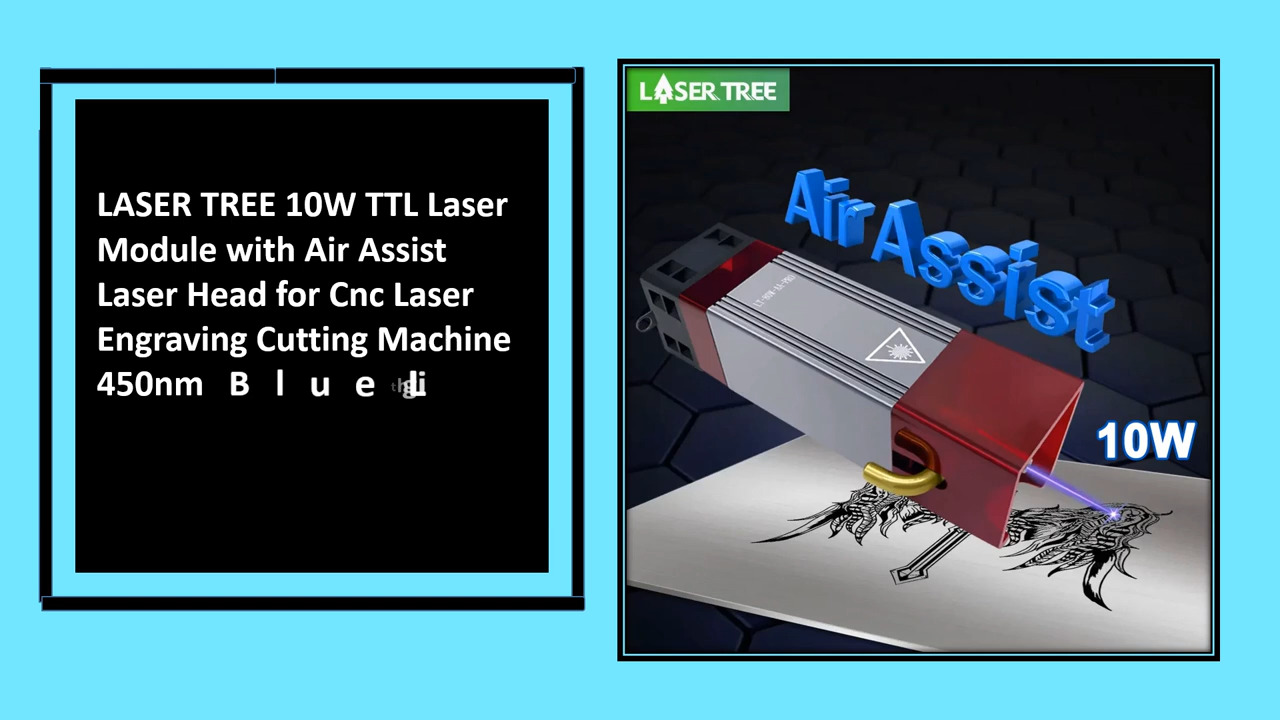 LASER TREE 10W TTL Laser
Module with Air Assist
Laser Head for Cnc Laser
Engraving Cutting Machine
450nm B l u e
LASER TREE
Air Assist
10W